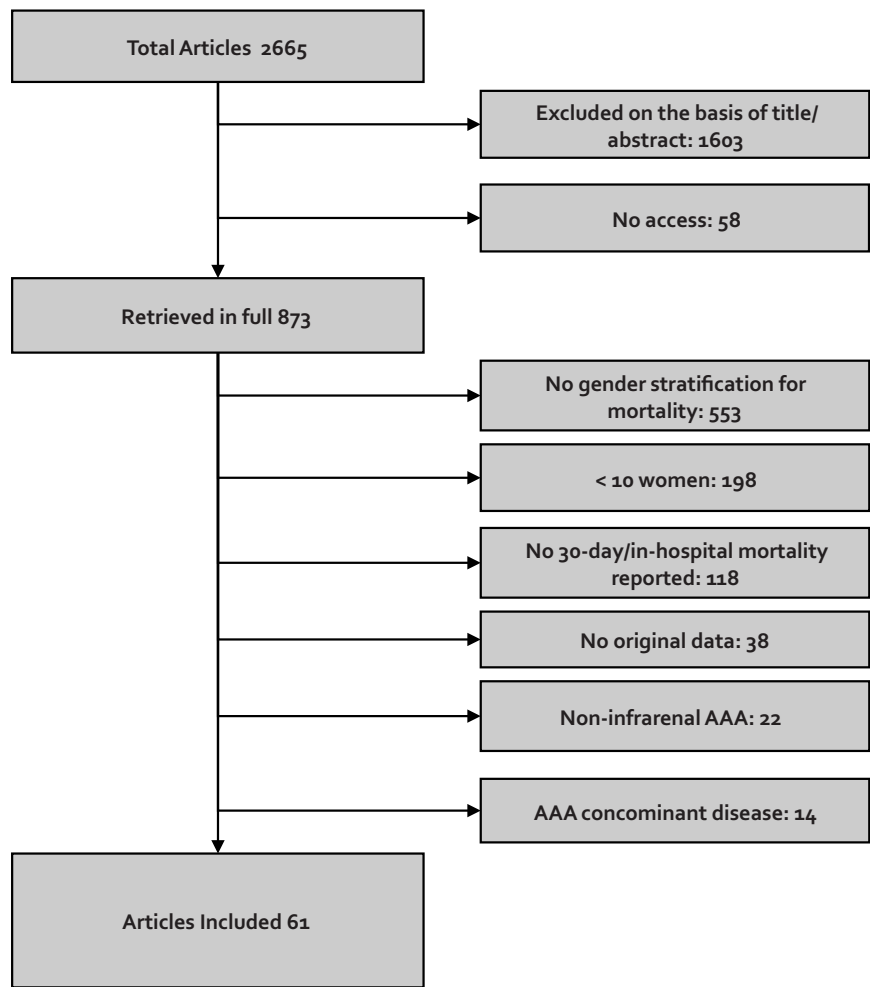 Total Articles 2665
Excluded on the basis of title/
abstract: 1603
No access: 58
Retrieved in full 873
No gender stratification for
mortality: 553
< 10 women: 198
No 30-day/in-hospital mortality
reported: 118
No original data: 38
Non-infrarenal AAA: 22
AAA concominant disease: 14
Articles Included 61